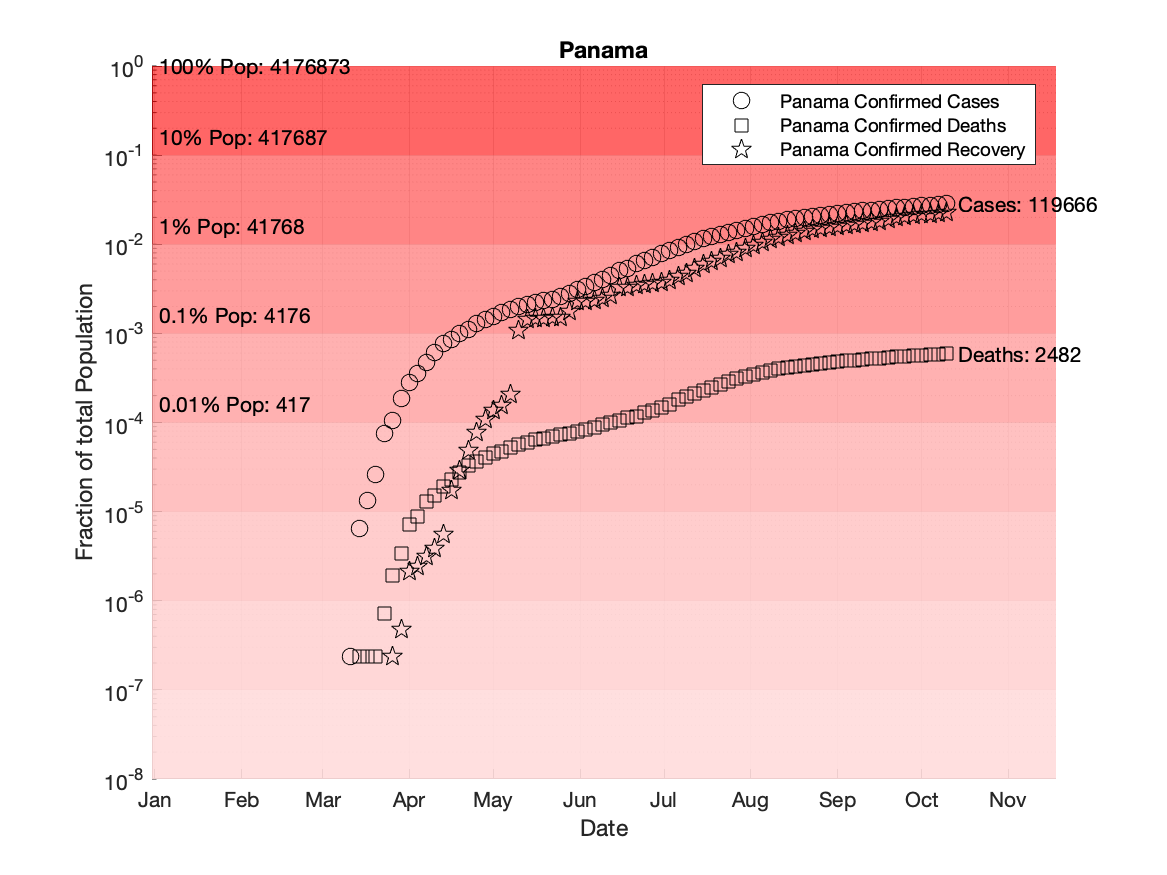 Panama
10^0
100% Pop: 4176873
Panama Confirmed Cases
Panama Confirmed Deaths
Panama Confirmed Recovery
10% Pop: 417687
10^-1
Cases: 119666
1% Pop: 41768
10^-2
0.1% Pop: 4176
10^-3
Deaths: 2482
0.01% Pop: 417
10^-4
10^-5
10^-6
10^-7
10^-8
Fraction of total Population
Jan Feb Mar Apr May Jun Jul Aug Sep Oct Nov
Date